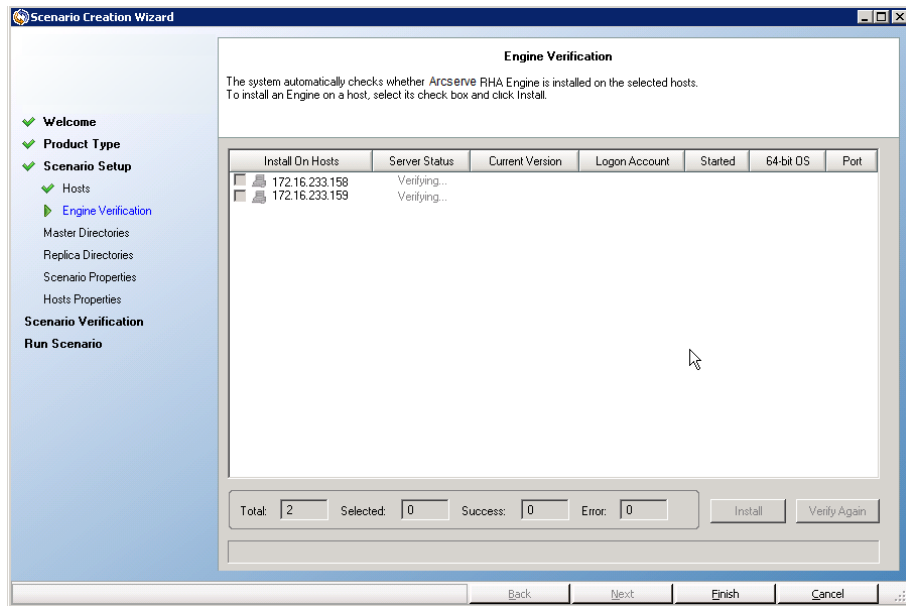 Scenario Creation Wizard
Engine Verification
The system automatically checks whether Arcserve RHA Engine is installed on the selected hosts.
To install an Engine on a host, select its check box and click Install.
Welcome
Product Type
Scenario Setup
Hosts
Engine Verification
Master Directories
Replica Directories
Scenario Properties
Hosts Properties
Scenario Verification
Run Scenario
Install On Hosts Server Status Current Version Logon Account Started 64-bit OS Port
172.16.233.158 Verifying...
172.16.233.159 Verifying...
Total: 2 Selected: 0 Success: 0 Error: 0 Install Verify Again
Back Next Finish Cancel